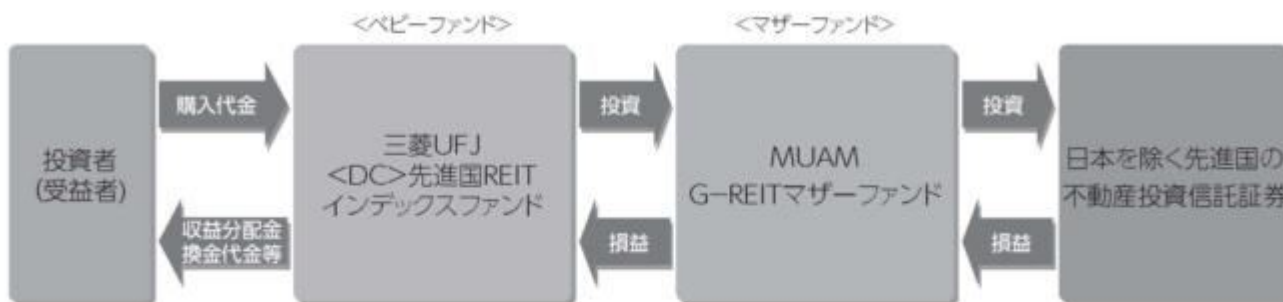 <ベビーファンド>
<マザーファンド>
購入代金
投資
投資
投資者
(受益者)
三菱UFJ
<DC>先進国REIT
インデックスファンド
MUAM
G-REITマザーファンド
日本を除く先進国の
不動産投資信託証券
収益分配金
換金代金等
損益
損益